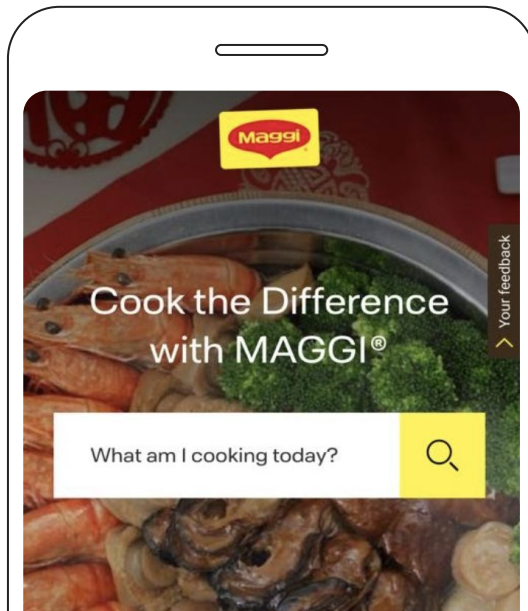 Maggi
Your feedback
Cook the Difference
with MAGGI®
What am I cooking today?